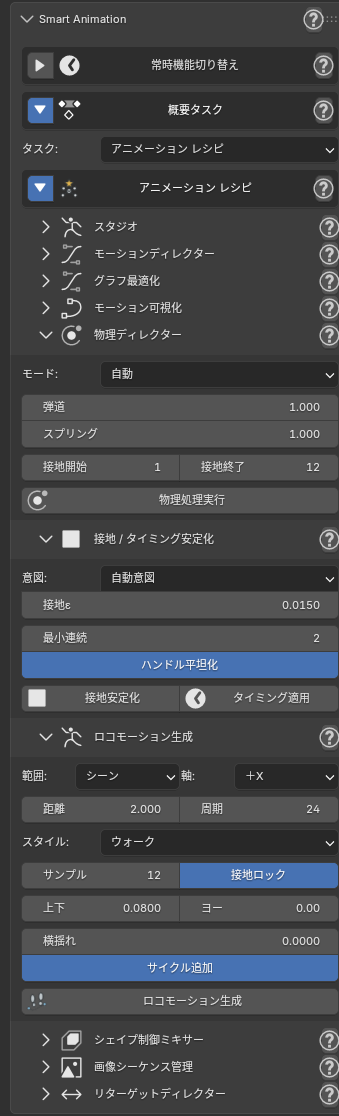 Smart Animation
常時機能切り替え
概要タスク
タスク: アニメーション レシピ
アニメーション レシピ
スタジオ
モーションディレクター
グラフ最適化
モーション可視化
物理ディレクター
モード: 自動
弾道 1.000
スプリング 1.000
接地開始 1 接地終了 12
物理処理実行
接地 / タイミング安定化
意図: 自動意図
接地ε 0.0150
最小連続 2
ハンドル平坦化
接地安定化 タイミング適用
ロコモーション生成
範囲: シーン 軸: +X
距離 2.000 周期 24
スタイル: ウォーク
サンプル 12 接地ロック
上下 0.0800 ヨー 0.00
横揺れ 0.0000
サイクル追加
ロコモーション生成
シェイプ制御ミキサー
画像シーケンス管理
リターゲットディレクター